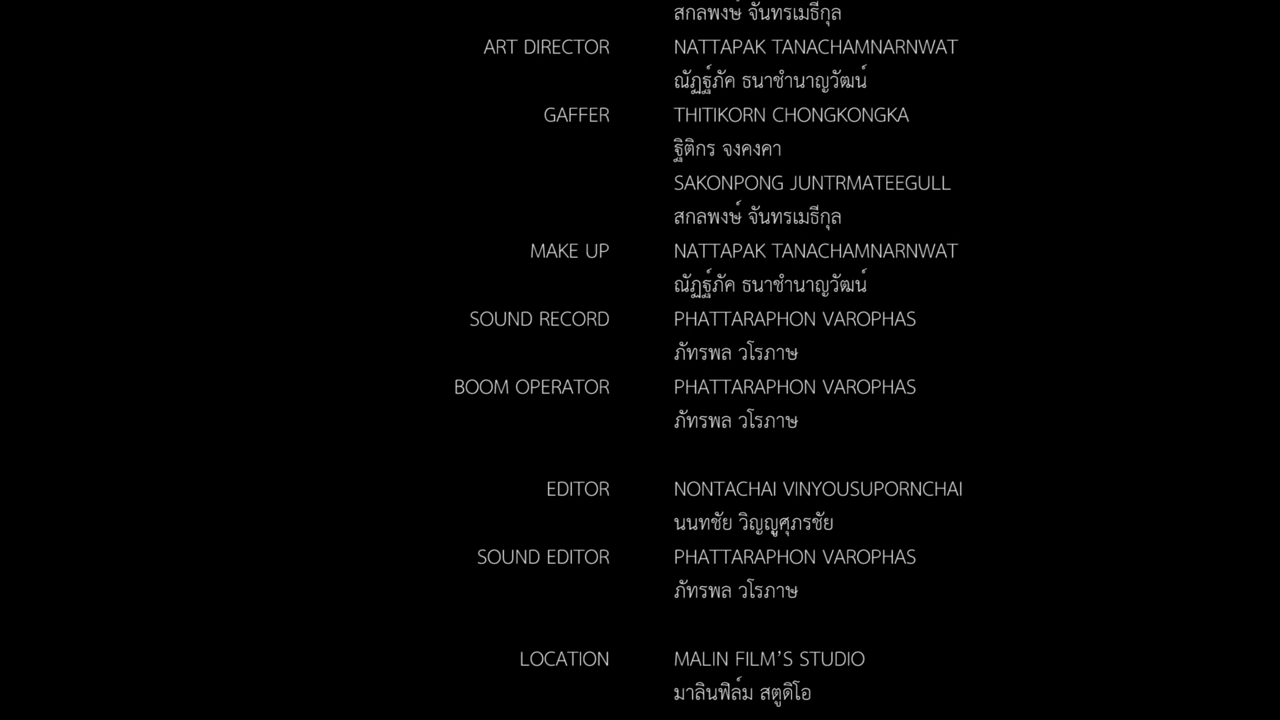 สกลพงษ์ จันทรเมธีกุล
ART DIRECTOR NATTAPAK TANACHAMNARNWAT
ณัฏฐ์ภัค ธนาชำนาญวัฒน์
GAFFER THITIKORN CHONGKONGKA
ฐิติกร จงคงคา
SAKONPONG JUNTRMATEEGULL
สกลพงษ์ จันทรเมธีกุล
MAKE UP NATTAPAK TANACHAMNARNWAT
ณัฏฐ์ภัค ธนาชำนาญวัฒน์
SOUND RECORD PHATTARAPHON VAROPHAS
ภัทรพล วโรภาษ
BOOM OPERATOR PHATTARAPHON VAROPHAS
ภัทรพล วโรภาษ
EDITOR NONTACHAI VINYOUSUPORNCHAI
นนทชัย วิญญูศุภรชัย
SOUND EDITOR PHATTARAPHON VAROPHAS
ภัทรพล วโรภาษ
LOCATION MALIN FILM’S STUDIO
มาลินฟิล์ม สตูดิโอ